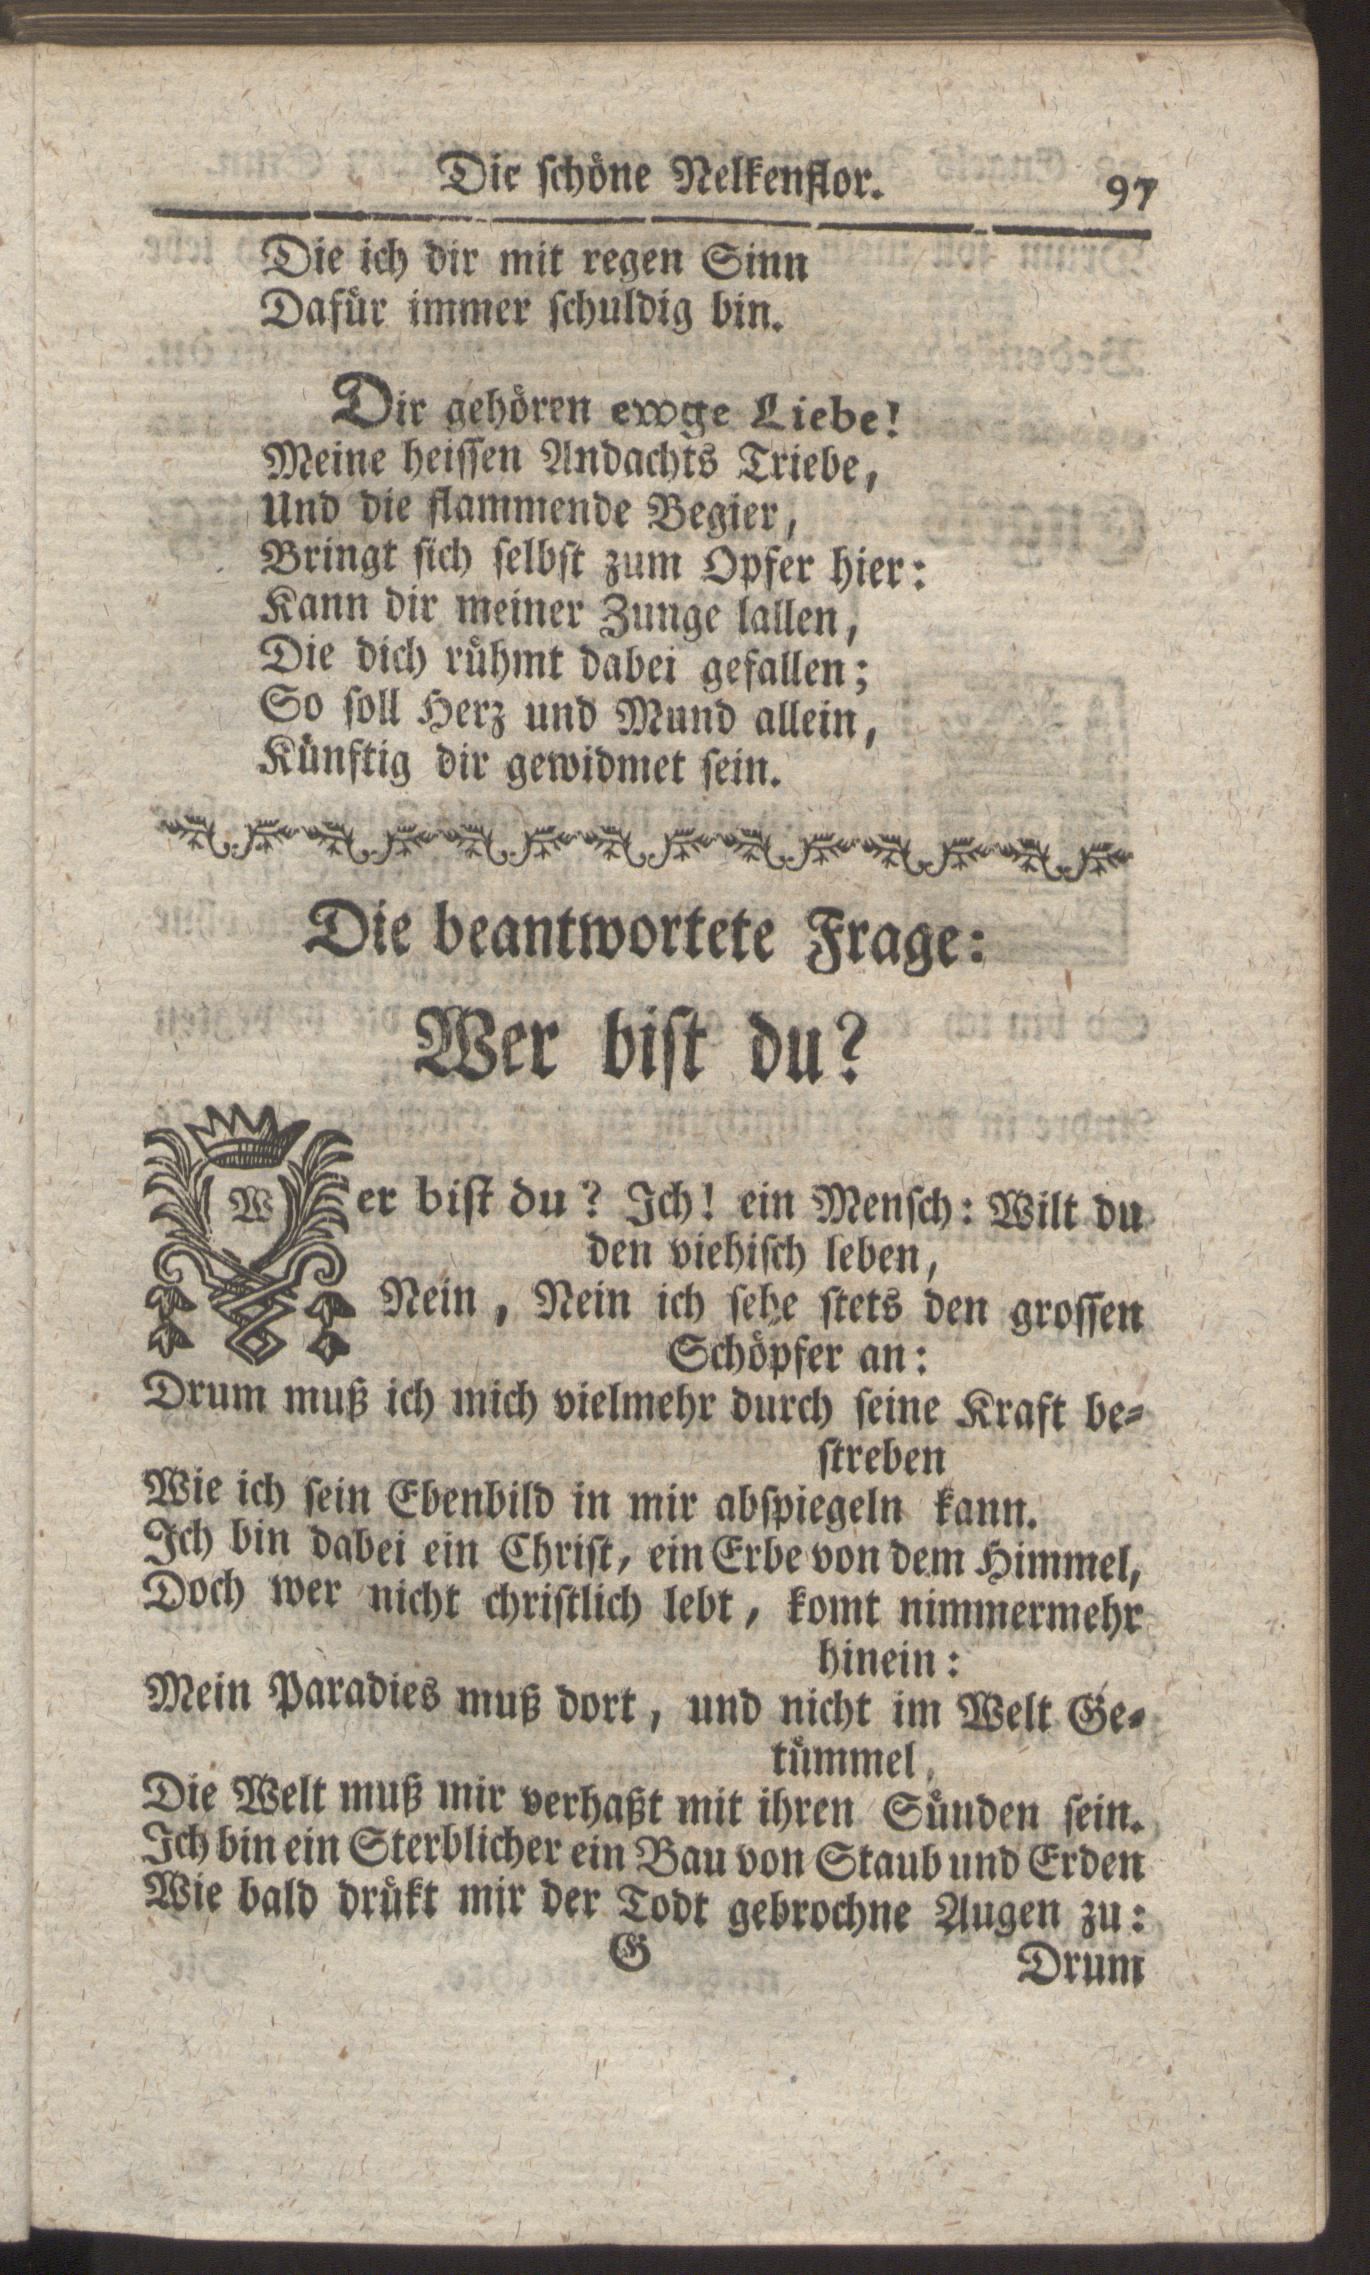 Die schöne Nelkenflor. 97
Die ich dir mit regen Sinn
Dafür immer schuldig bin.
Dir gehören ewge Liebe!
Meine heissen Andachts Triebe,
Und die flammende Begier,
Bringt sich selbst zum Opfer hier:
Kann dir meiner Zunge lallen,
Die dich rühmt dabei gefallen;
So soll Herz und Mund allein,
Künftig dir gewidmet sein.
Die beantwortete Frage:
Wer bist du?
Wer bist du? Ich! ein Mensch: Wilt du
den viehisch leben,
Nein, Nein ich sehe stets den grossen
Schöpfer an:
Drum muß ich mich vielmehr durch seine Kraft be-
streben
Wie ich sein Ebenbild in mir abspiegeln kann.
Ich bin dabei ein Christ, ein Erbe von dem Himmel,
Doch wer nicht christlich lebt, komt nimmermehr
hinein:
Mein Paradies muß dort, und nicht im Welt Ge-
tümmel,
Die Welt muß mir verhaßt mit ihren Sünden sein.
Ich bin ein Sterblicher ein Bau von Staub und Erden
Wie bald drükt mir der Todt gebrochne Augen zu:
G Drum